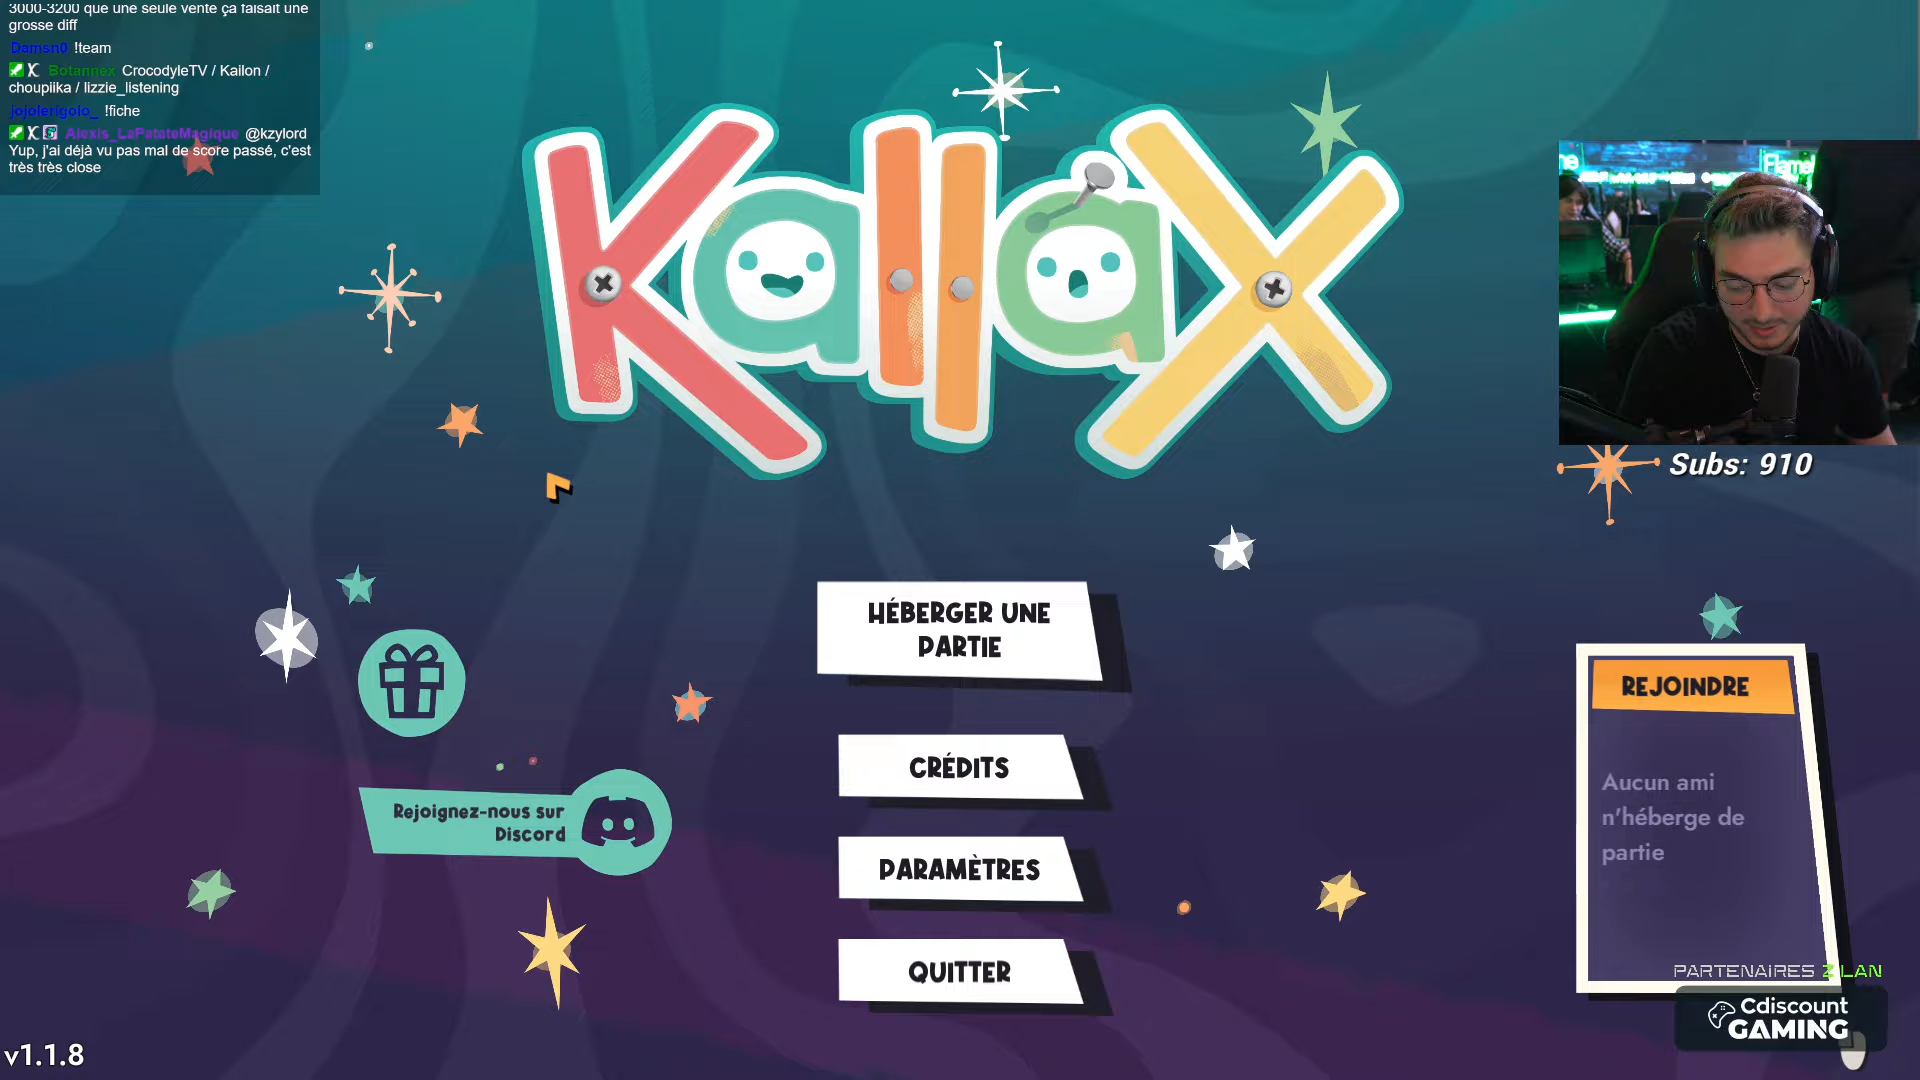 3000-3200 que une seule vente ça faisait une
grosse diff
Damsn0 !team
Botannex CrocodyleTV / Kailon /
choupiika / lizzie_listening
jojolerigolo_ !fiche
Alexis_LaPatateMagique @kzylord
Yup, j'ai déjà vu pas mal de score passé, c'est
très très close
Kallax
Flame
Subs: 910
HÉBERGER UNE
PARTIE
REJOINDRE
CRÉDITS
Aucun ami
n'héberge de
partie
Rejoignez-nous sur
Discord
PARAMÈTRES
QUITTER
PARTENAIRES Z LAN
Cdiscount
GAMING
v1.1.8